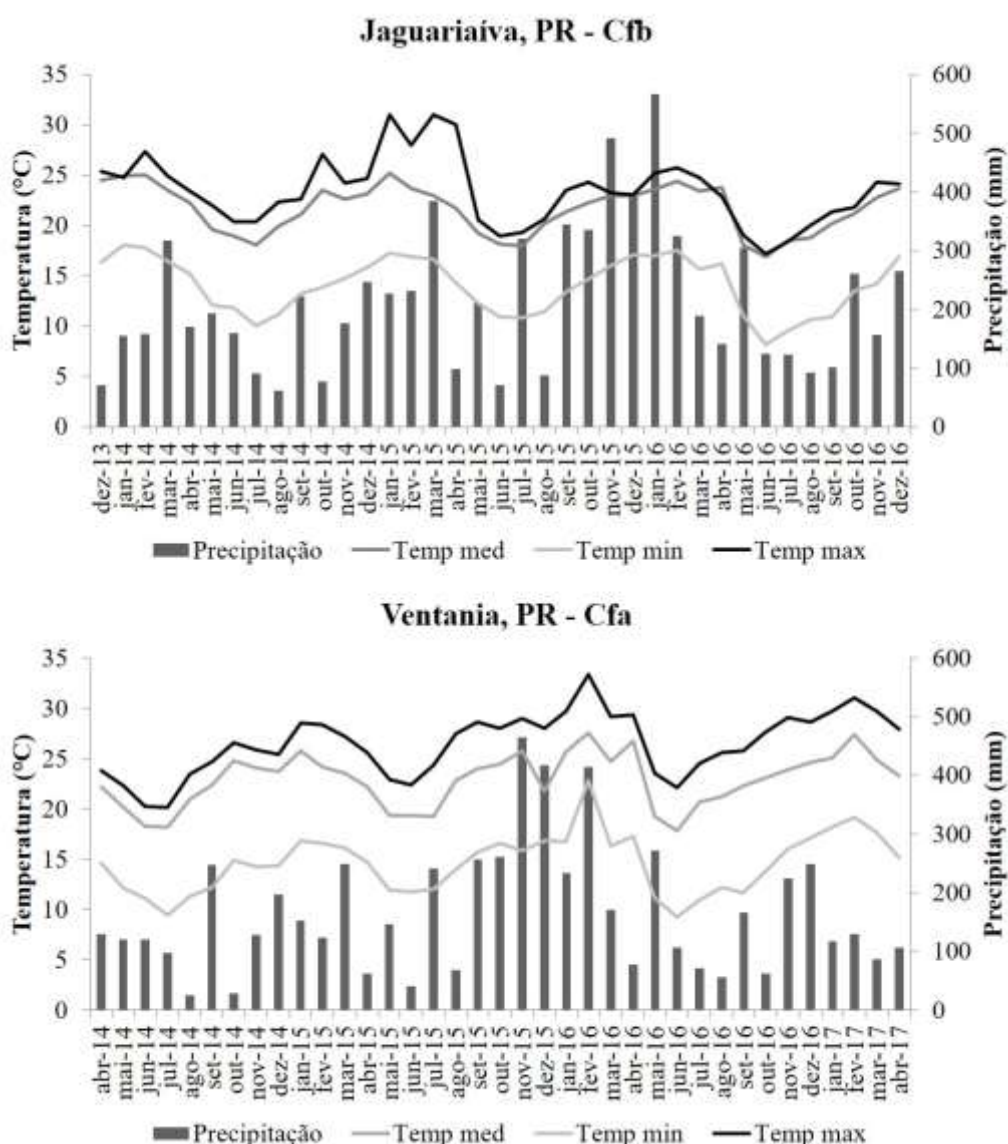 Jaguariaíva, PR - Cfb
Temperatura (°C)
35
30
25
20
15
10
5
0
600
500
400
300
200
100
0
Precipitação (mm)
dez-13
jan-14
fev-14
mar-14
abr-14
mai-14
jun-14
jul-14
ago-14
set-14
out-14
nov-14
dez-14
jan-15
fev-15
mar-15
abr-15
mai-15
jun-15
jul-15
ago-15
set-15
out-15
nov-15
dez-15
jan-16
fev-16
mar-16
abr-16
mai-16
jun-16
jul-16
ago-16
set-16
out-16
nov-16
dez-16
Precipitação Temp med Temp min Temp max
Ventania, PR - Cfa
Temperatura (°C)
35
30
25
20
15
10
5
0
600
500
400
300
200
100
0
Precipitação (mm)
abr-14
mai-14
jun-14
jul-14
ago-14
set-14
out-14
nov-14
dez-14
jan-15
fev-15
mar-15
abr-15
mai-15
jun-15
jul-15
ago-15
set-15
out-15
nov-15
dez-15
jan-16
fev-16
mar-16
abr-16
mai-16
jun-16
jul-16
ago-16
set-16
out-16
nov-16
dez-16
jan-17
fev-17
mar-17
abr-17
Precipitação Temp med Temp min Temp max